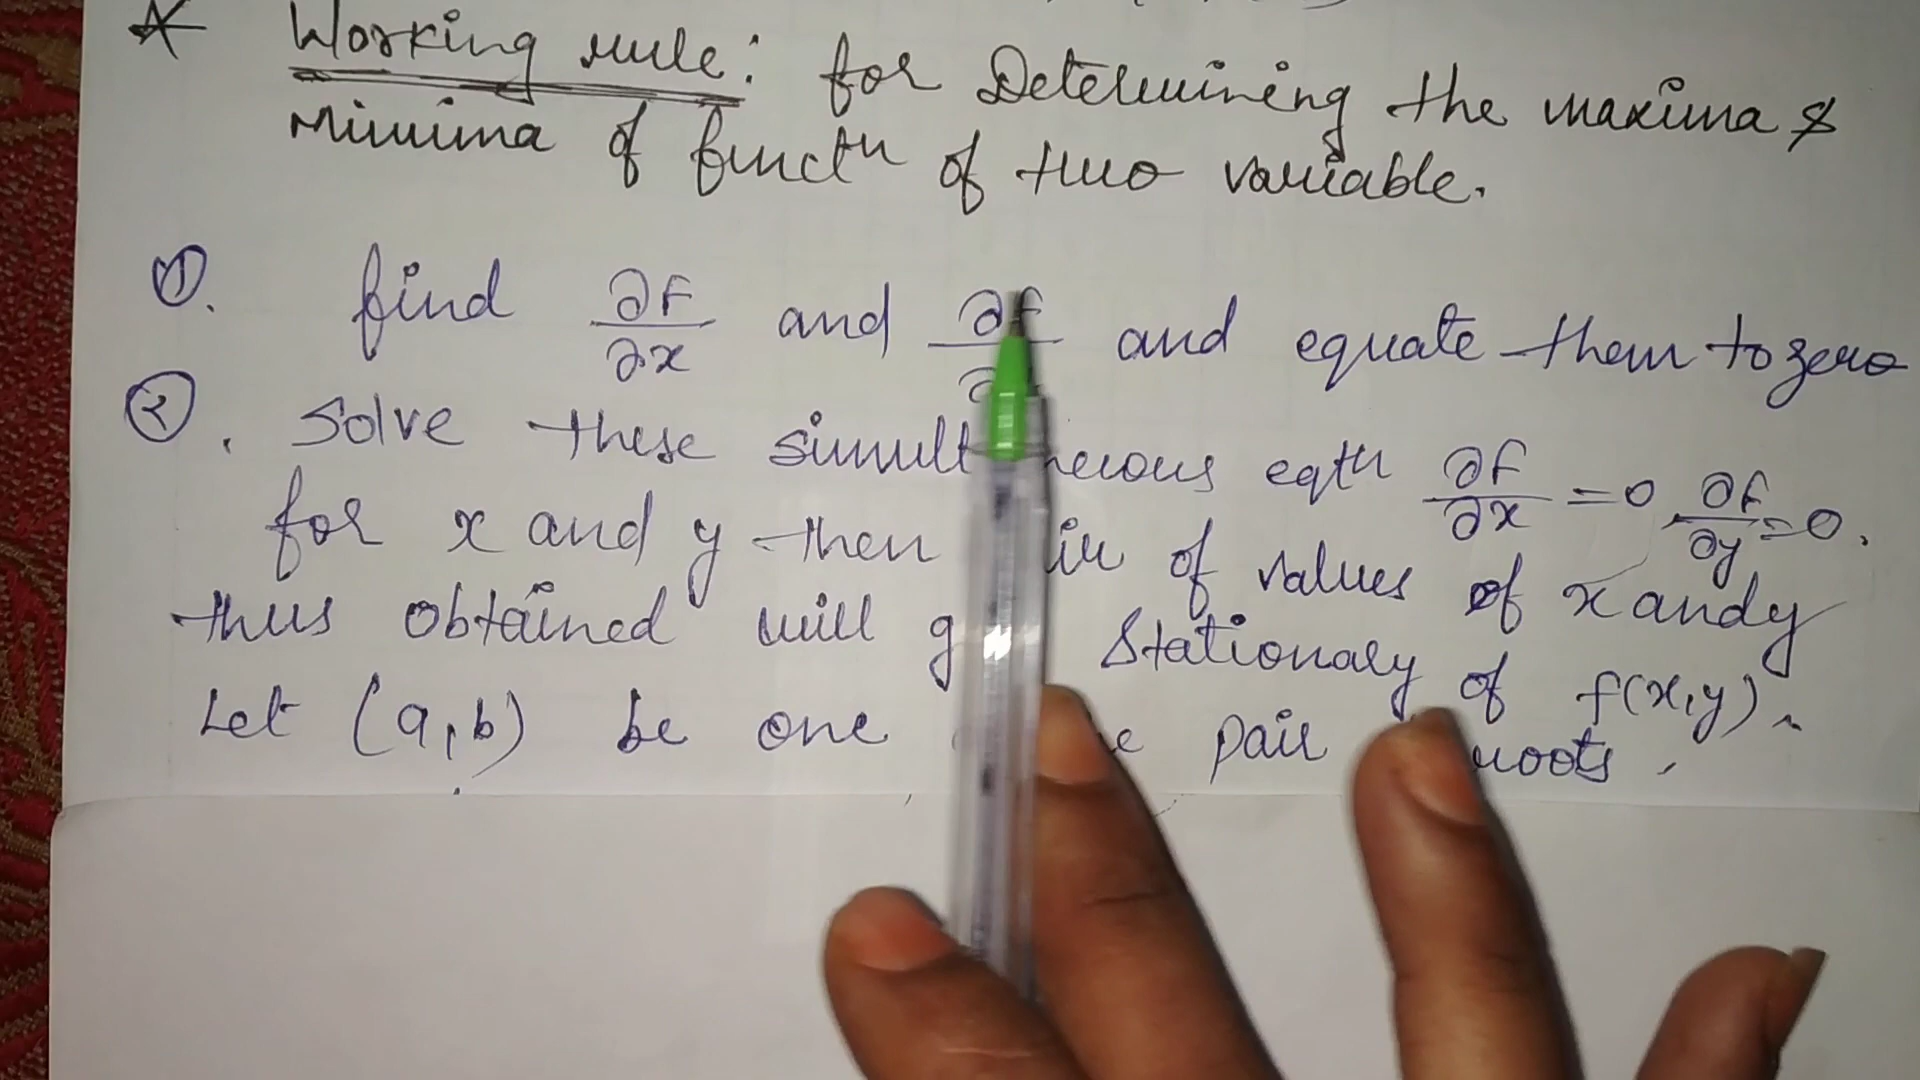 * Working rule: for Determining the maxima &
minima of functn of two variable.
①. find ∂F/∂x and ∂f and equate them to zero
②. Solve these eqtn ∂F/∂x = 0, ∂F/∂y = 0.
for x and y then of values of x and y
thus obtained will Stationary of f(x,y).
Let (a,b) be one pair roots.